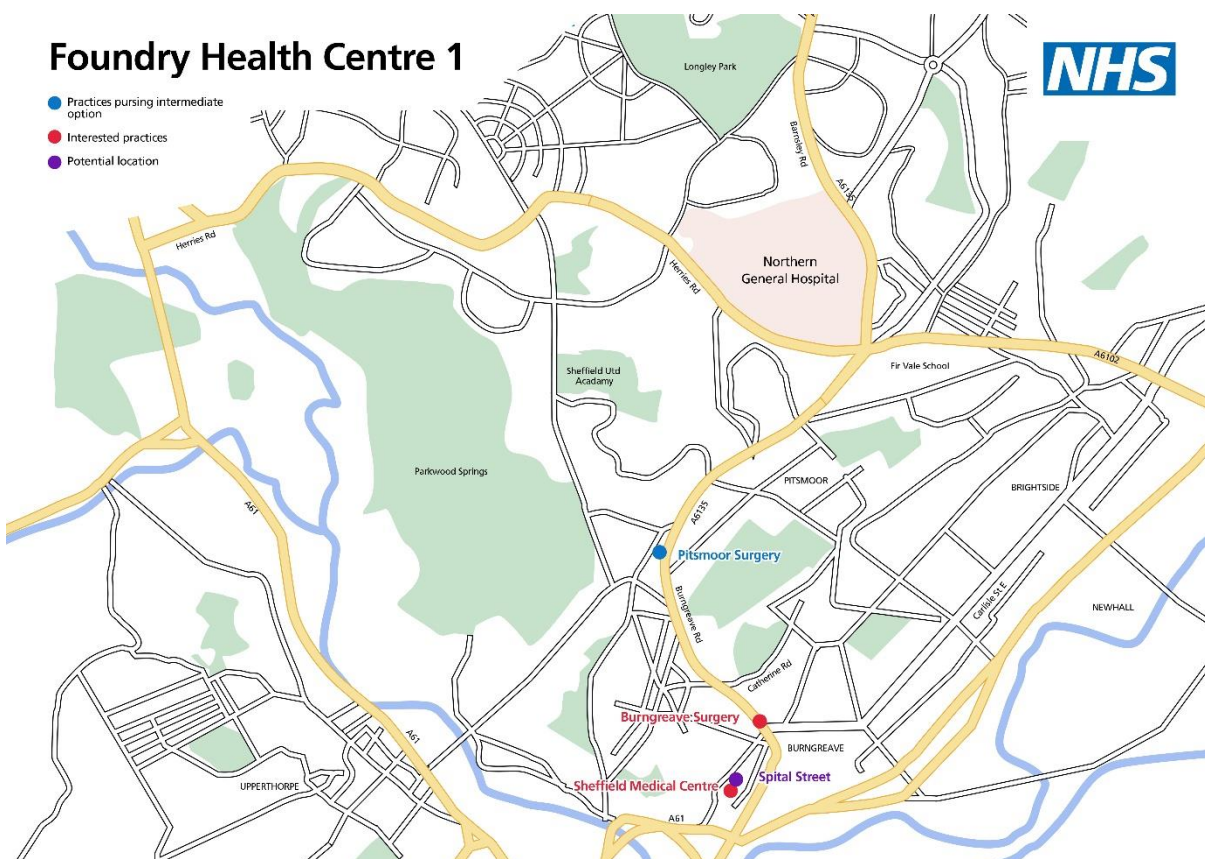 Foundry Health Centre 1
NHS
Practices pursing intermediate
option
Interested practices
Potential location
Longley Park
Barnsley Rd
A6135
Herries Rd
Northern
General Hospital
Herries Rd
A6102
Fir Vale School
Sheffield Utd
Acadamy
Parkwood Springs
PITSMOOR
BRIGHTSIDE
A61
A6135
Pitsmoor Surgery
Burngreave Rd
Carlisle St E
NEWHALL
Catherine Rd
Burngreave Surgery
A61
BURNGREAVE
Spital Street
Sheffield Medical Centre
UPPERTHORPE
A61